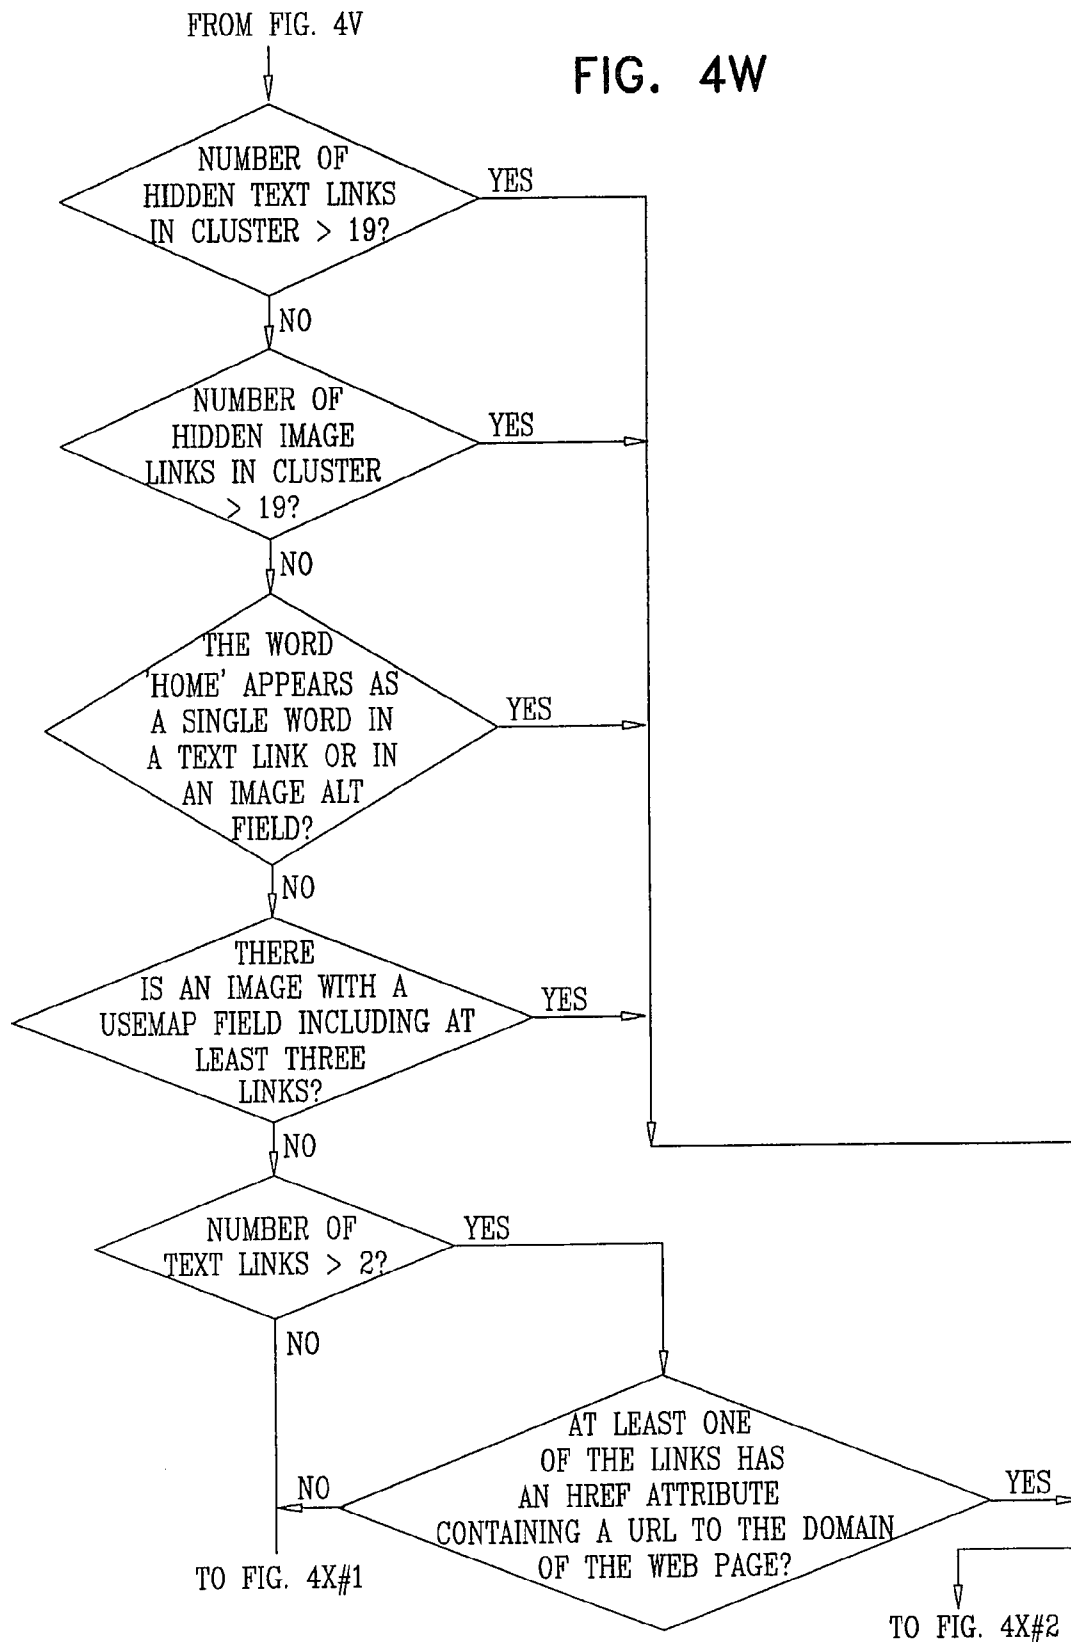 FROM FIG. 4V
FIG. 4W
NUMBER OF
HIDDEN TEXT LINKS
IN CLUSTER > 19?
YES
NO
NUMBER OF
HIDDEN IMAGE
LINKS IN CLUSTER
> 19?
YES
NO
THE WORD
'HOME' APPEARS AS
A SINGLE WORD IN
A TEXT LINK OR IN
AN IMAGE ALT
FIELD?
YES
NO
THERE
IS AN IMAGE WITH A
USEMAP FIELD INCLUDING AT
LEAST THREE
LINKS?
YES
NO
NUMBER OF
TEXT LINKS > 2?
YES
NO
AT LEAST ONE
OF THE LINKS HAS
AN HREF ATTRIBUTE
CONTAINING A URL TO THE DOMAIN
OF THE WEB PAGE?
NO
YES
TO FIG. 4X#1
TO FIG. 4X#2